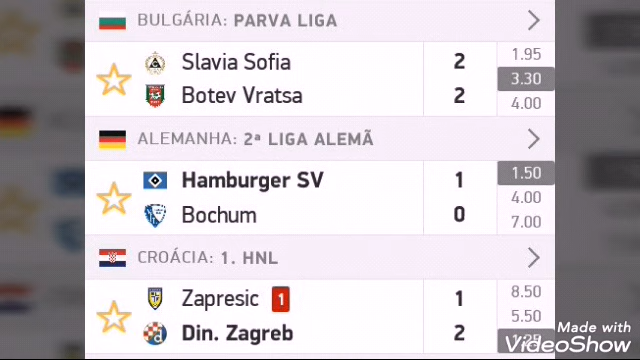 BULGÁRIA: PARVA LIGA
Slavia Sofia 2 1.95
3.30
Botev Vratsa 2 4.00
ALEMANHA: 2ª LIGA ALEMÃ
Hamburger SV 1 1.50
4.00
Bochum 0 7.00
CROÁCIA: 1. HNL
Zapresic 1 1 8.50
5.50
Din. Zagreb 2
Made with
VideoShow